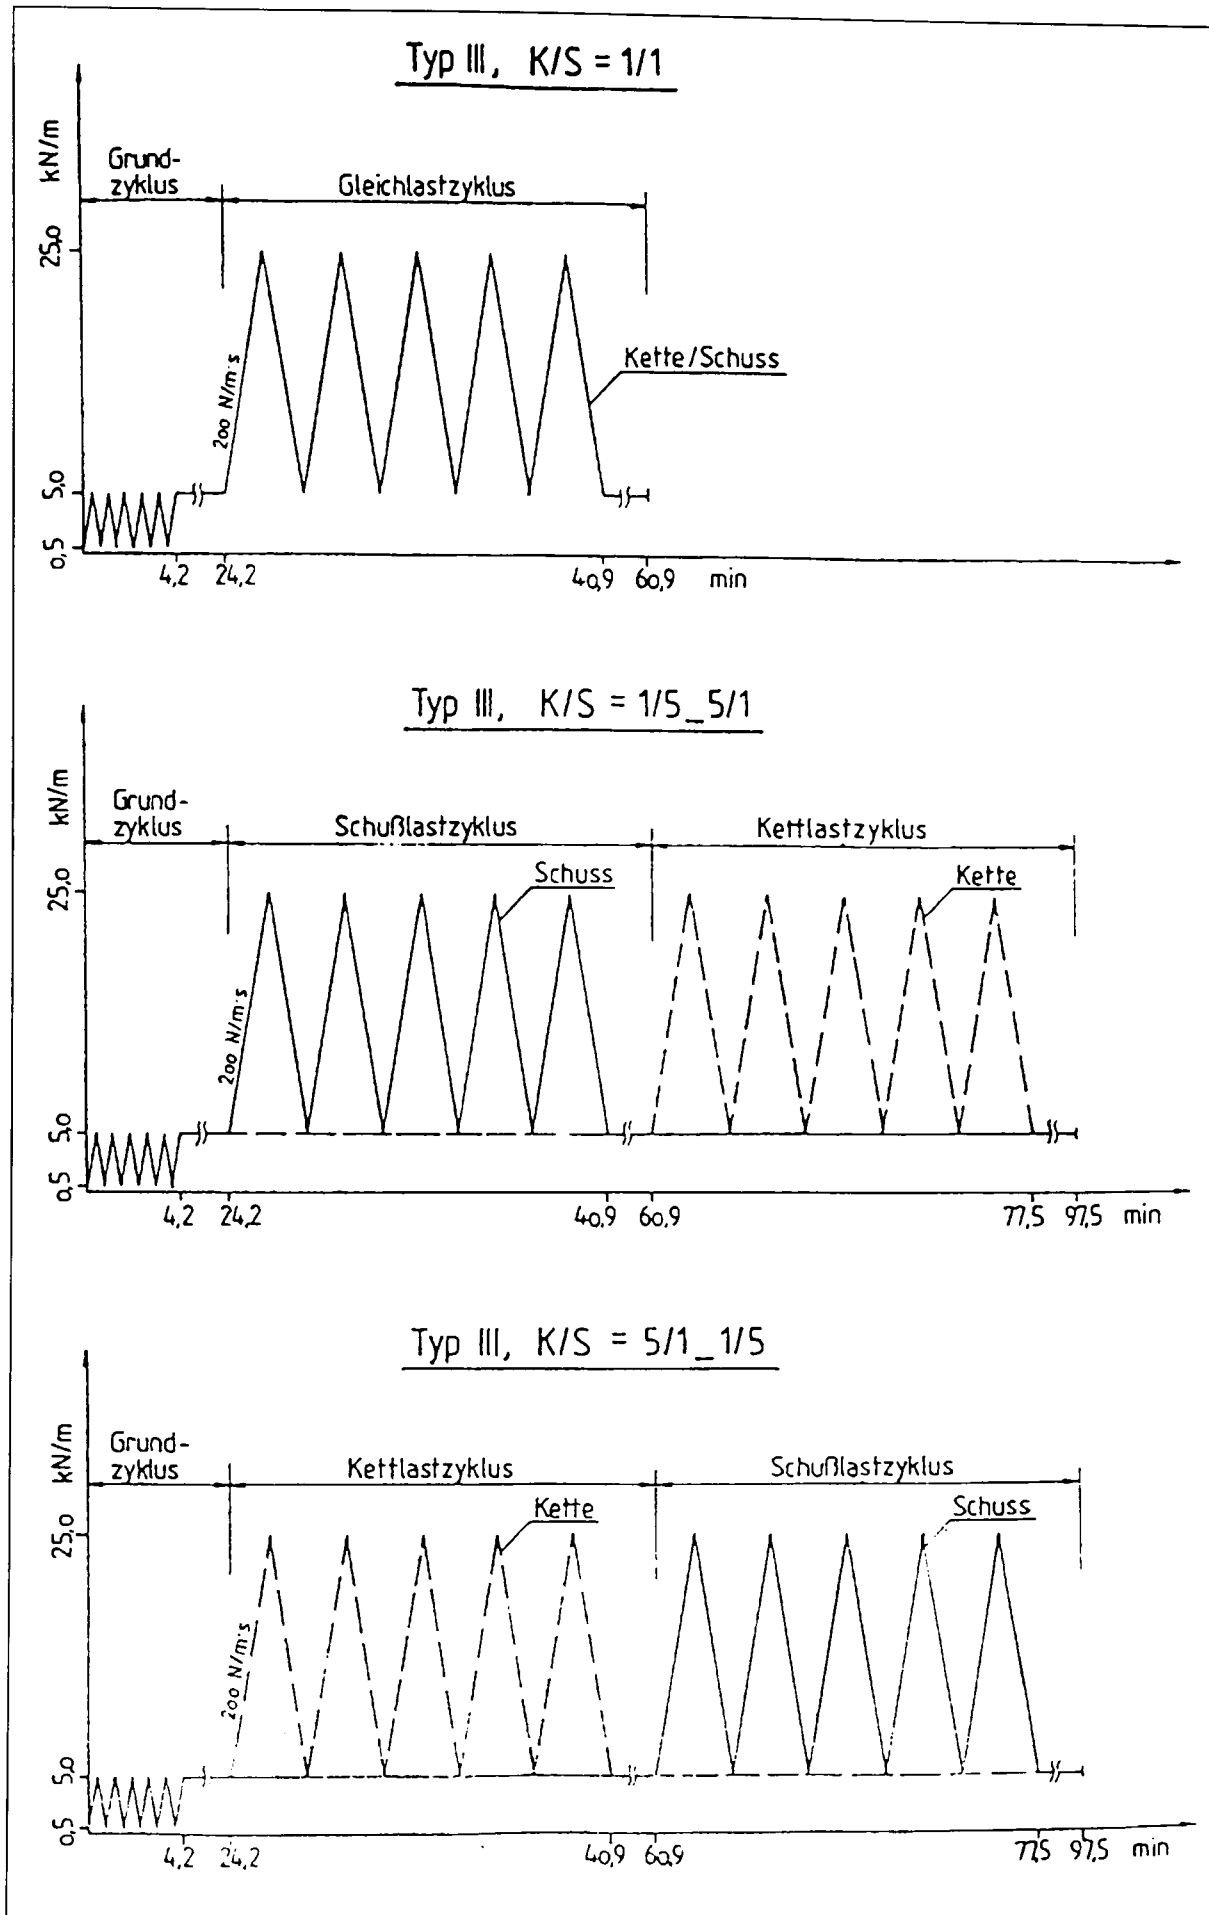 Typ III, K/S = 1/1
kN/m
Grund-
zyklus
Gleichlastzyklus
25,0
200 N/m·s
Kette/Schuss
5,0
0,5
4,2 24,2 40,9 60,9 min
Typ III, K/S = 1/5_5/1
kN/m
Grund-
zyklus
Schußlastzyklus
Kettlastzyklus
Schuss
Kette
25,0
200 N/m·s
5,0
0,5
4,2 24,2 40,9 60,9 77,5 97,5 min
Typ III, K/S = 5/1_1/5
kN/m
Grund-
zyklus
Kettlastzyklus
Schußlastzyklus
Kette
Schuss
25,0
200 N/m·s
5,0
0,5
4,2 24,2 40,9 60,9 77,5 97,5 min